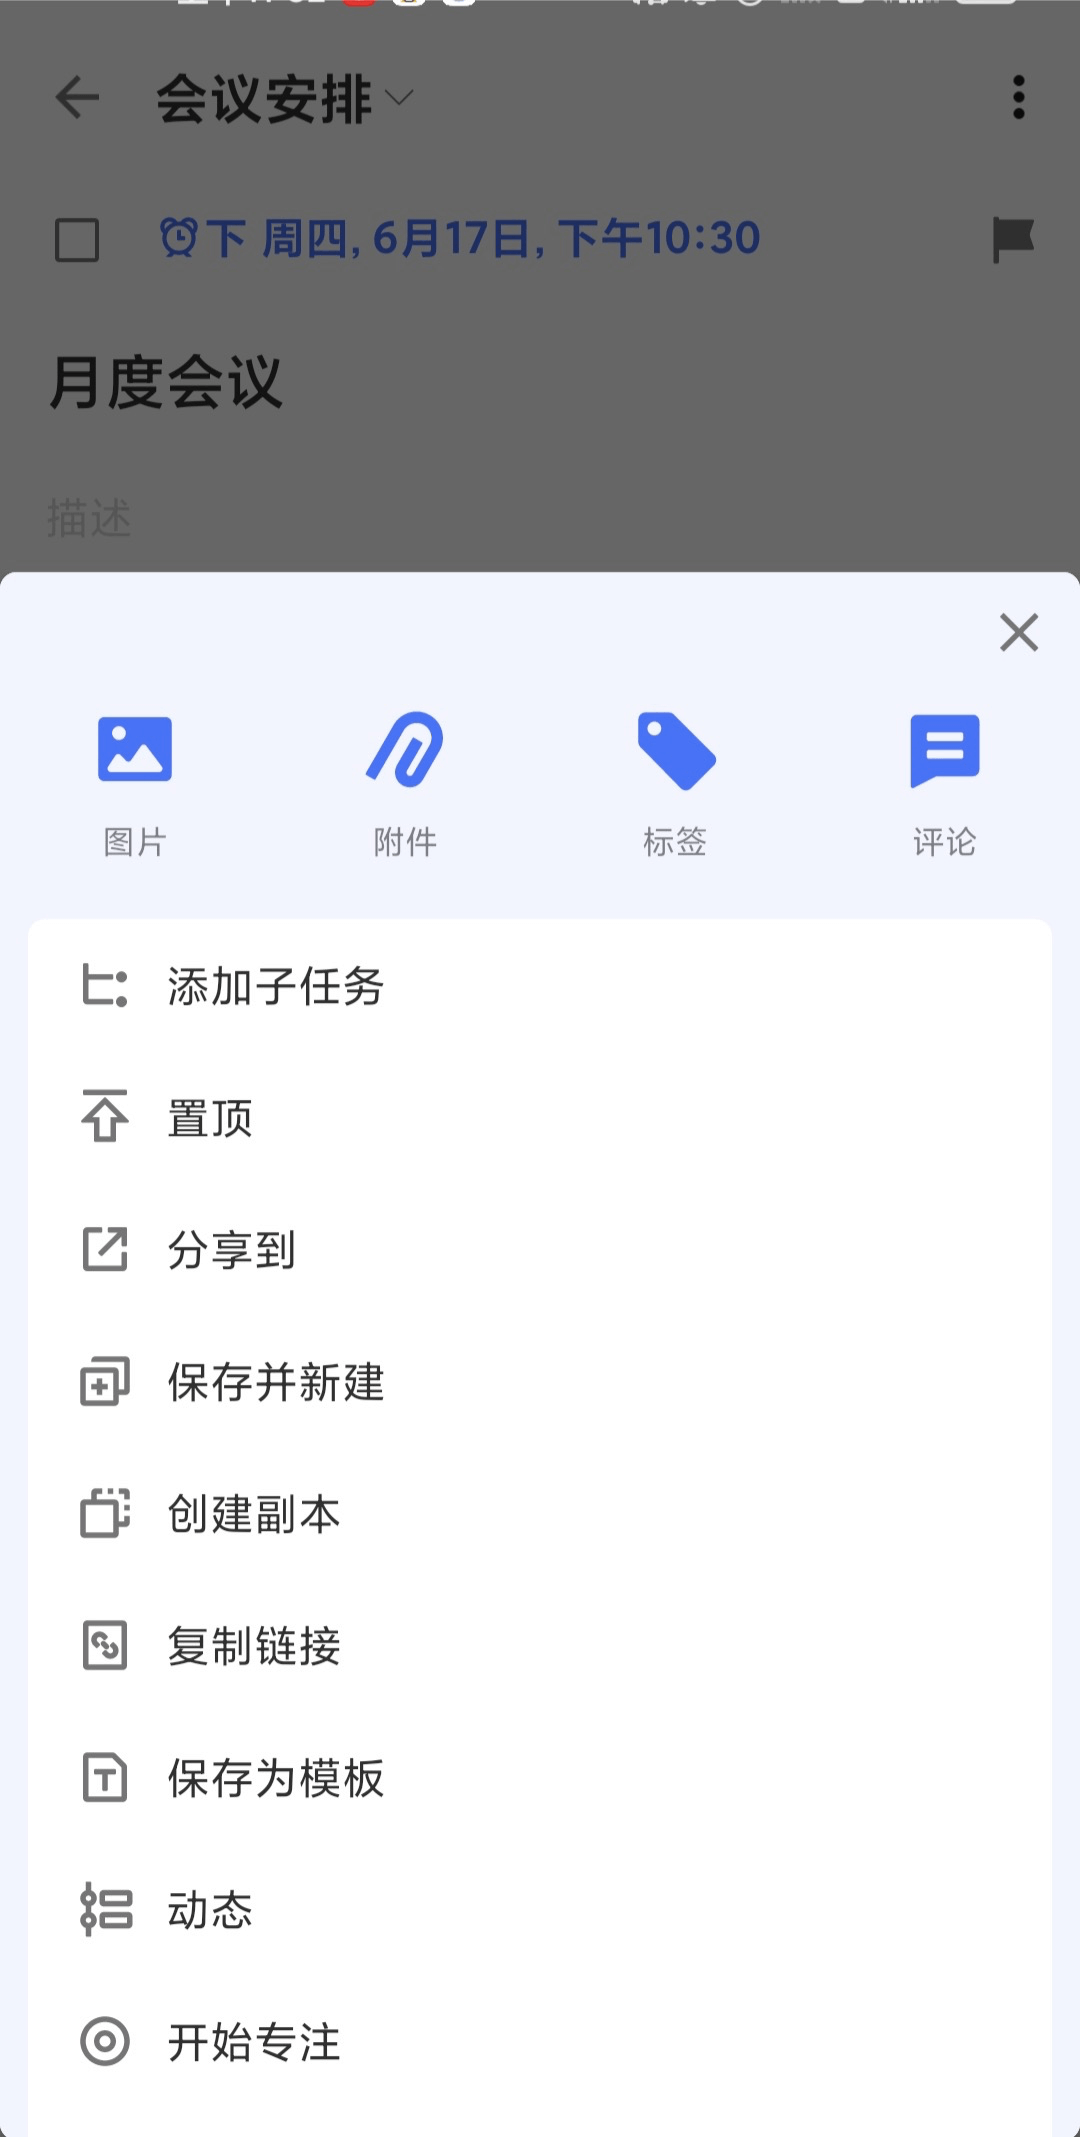 会议安排
下 周四, 6月17日, 下午10:30
月度会议
描述
图片 附件 标签 评论
添加子任务
置顶
分享到
保存并新建
创建副本
复制链接
保存为模板
动态
开始专注